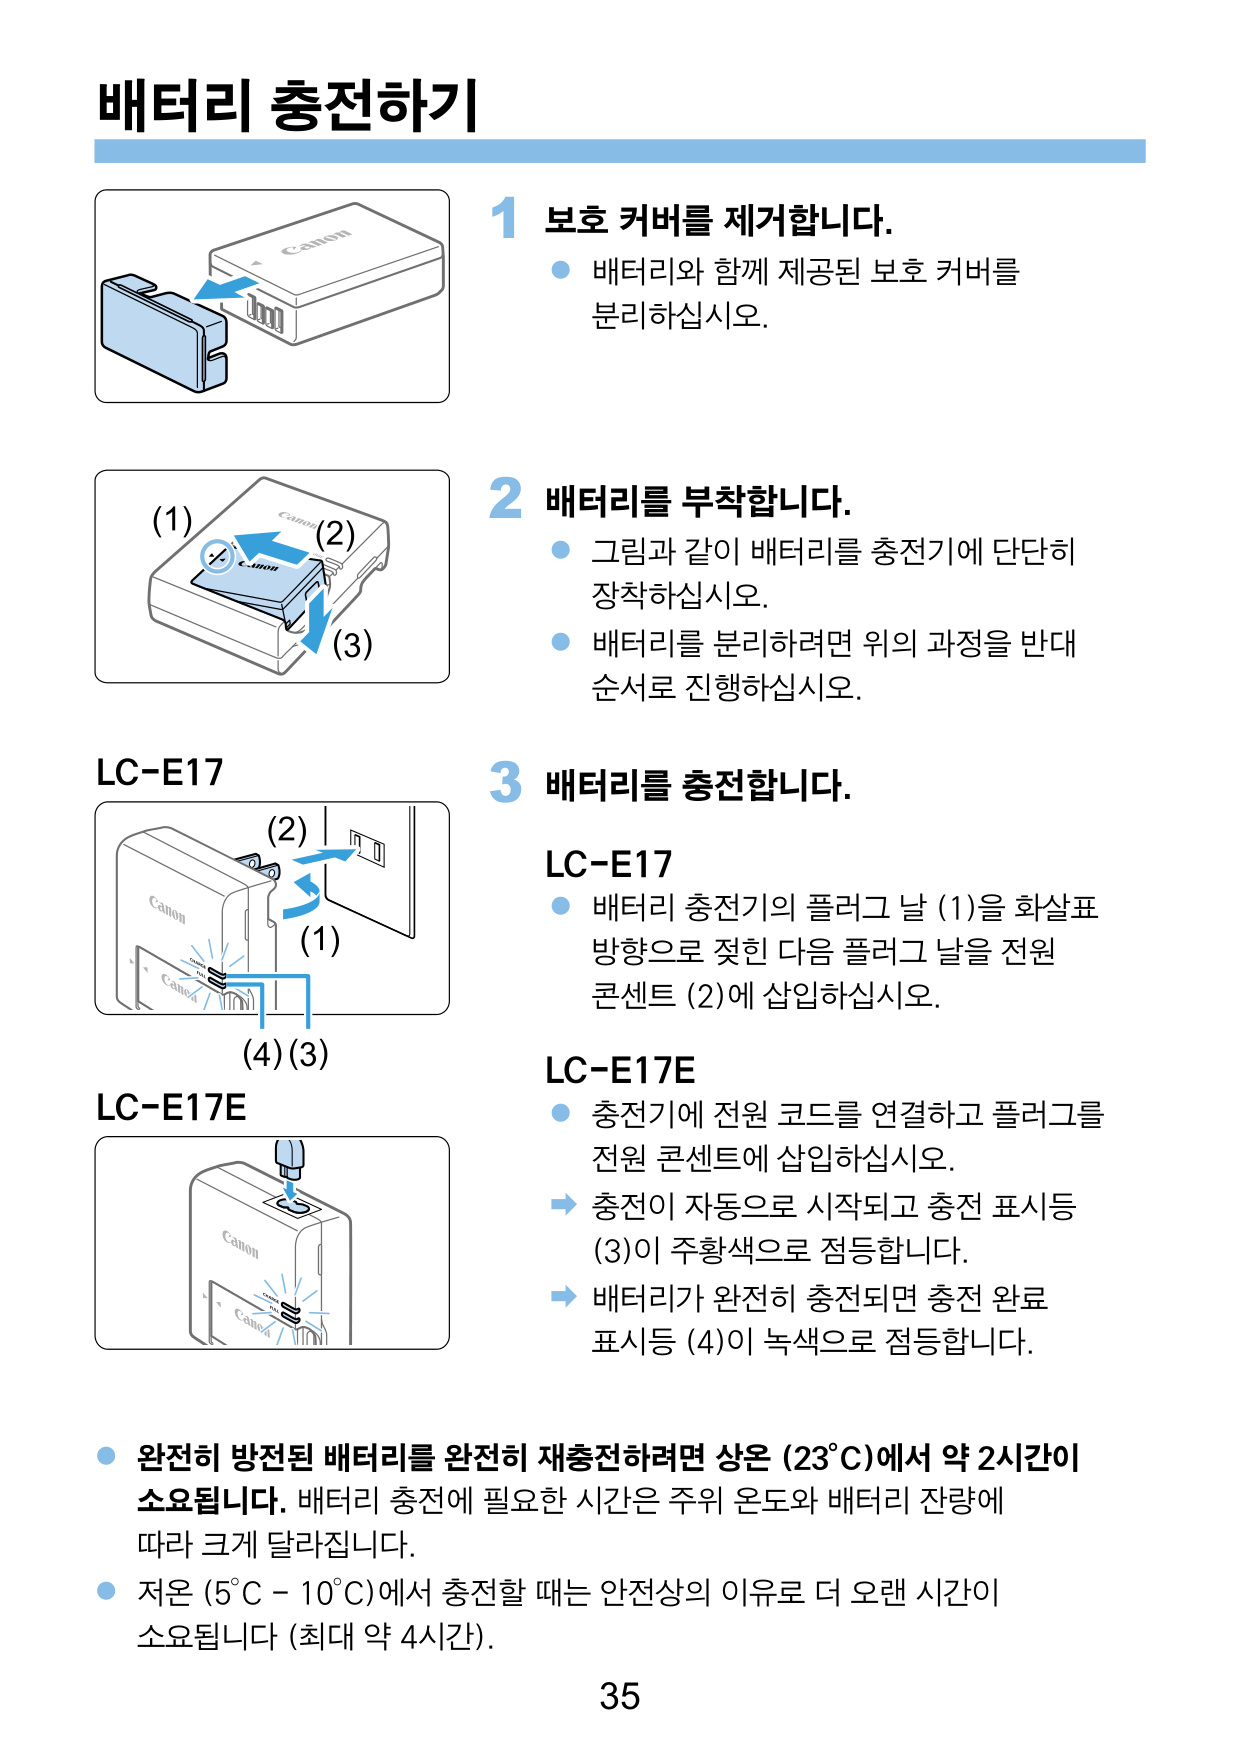 배터리 충전하기
Canon
1 보호 커버를 제거합니다.
● 배터리와 함께 제공된 보호 커버를
분리하십시오.
(1)
Canon
(2)
Canon
(3)
2 배터리를 부착합니다.
● 그림과 같이 배터리를 충전기에 단단히
장착하십시오.
● 배터리를 분리하려면 위의 과정을 반대
순서로 진행하십시오.
LC-E17
(2)
Canon
(1)
CHARGE
FULL
Canon
(4)(3)
LC-E17E
Canon
CHARGE
FULL
Canon
3 배터리를 충전합니다.
LC-E17
● 배터리 충전기의 플러그 날 (1)을 화살표
방향으로 젖힌 다음 플러그 날을 전원
콘센트 (2)에 삽입하십시오.
LC-E17E
● 충전기에 전원 코드를 연결하고 플러그를
전원 콘센트에 삽입하십시오.
➡ 충전이 자동으로 시작되고 충전 표시등
(3)이 주황색으로 점등합니다.
➡ 배터리가 완전히 충전되면 충전 완료
표시등 (4)이 녹색으로 점등합니다.
● 완전히 방전된 배터리를 완전히 재충전하려면 상온 (23°C)에서 약 2시간이
소요됩니다. 배터리 충전에 필요한 시간은 주위 온도와 배터리 잔량에
따라 크게 달라집니다.
● 저온 (5°C - 10°C)에서 충전할 때는 안전상의 이유로 더 오랜 시간이
소요됩니다 (최대 약 4시간).
35